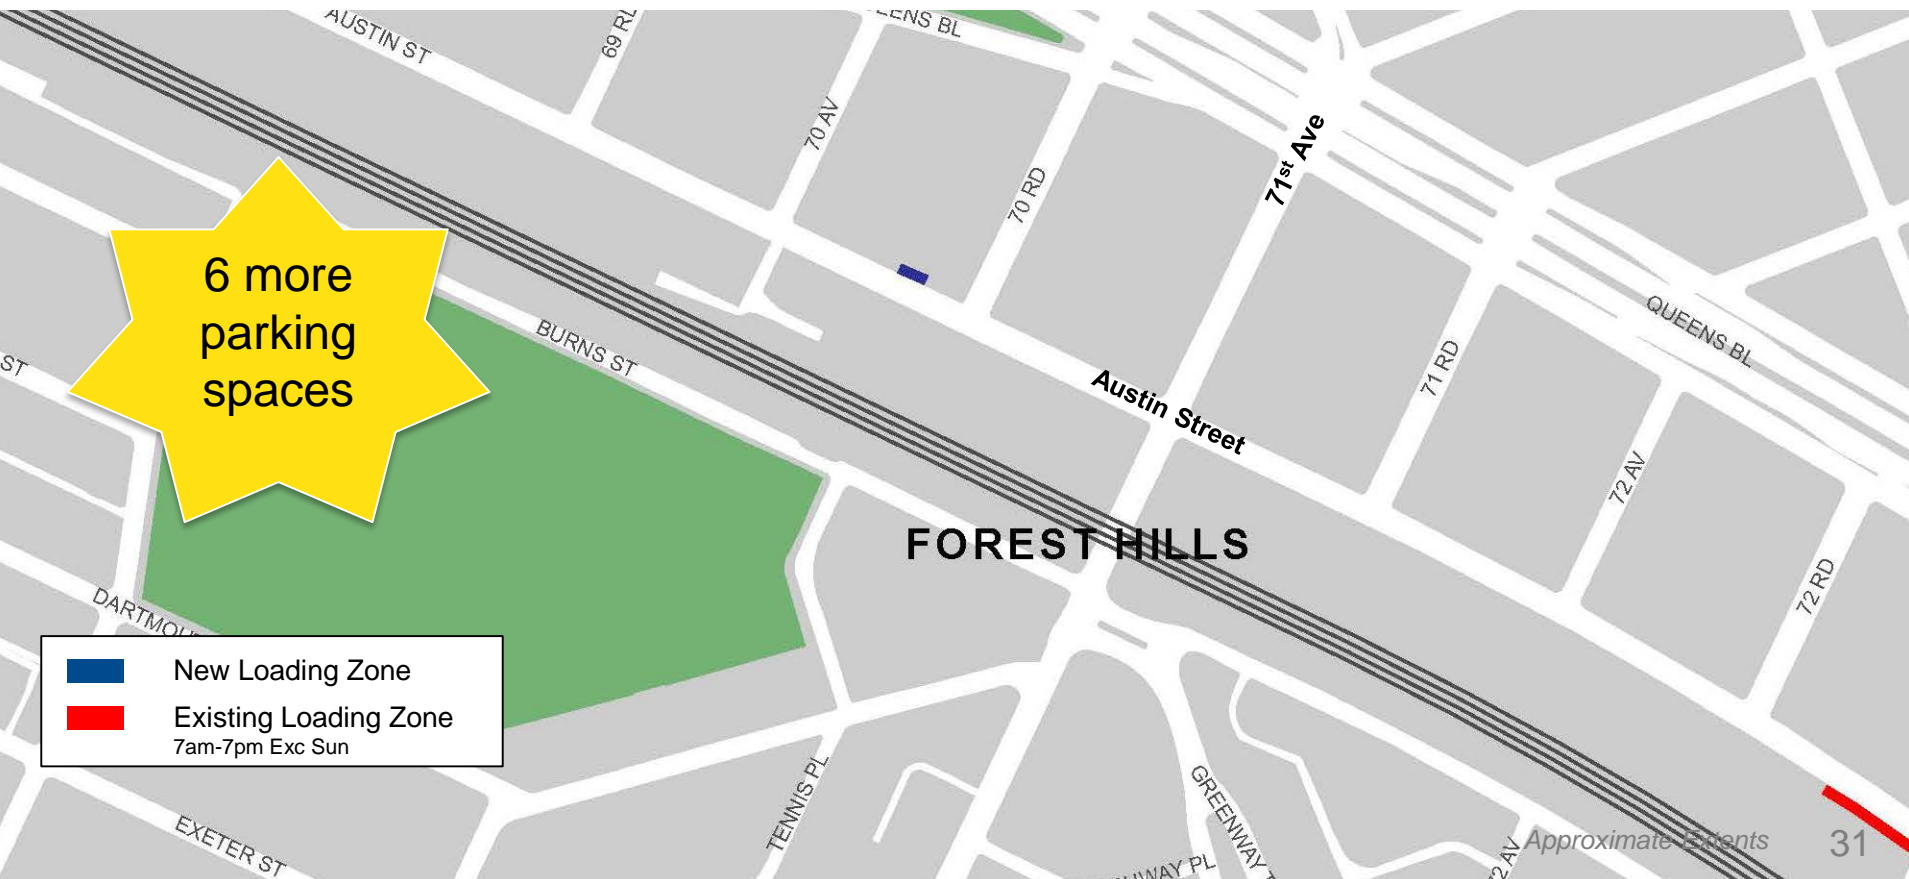 AUSTIN ST
69 R
ENS BL
70 AV
70 RD
71st Ave
6 more
parking
spaces
BURNS ST
ST
QUEENS BL
71 RD
Austin Street
72 AV
FOREST HILLS
72 RD
DARTMOU
New Loading Zone
Existing Loading Zone
7am-7pm Exc Sun
TENNIS PL
GREENWAY T
EXETER ST
WAY PL
2 AV
Approximate Extents
31